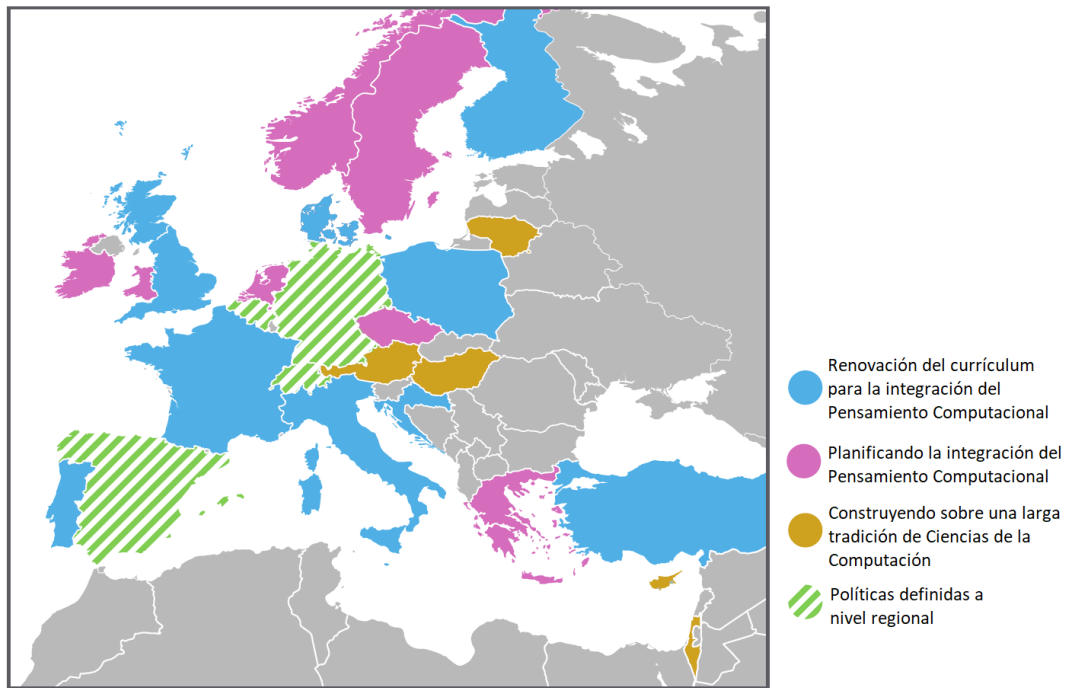 Renovación del currículum
para la integración del
Pensamiento Computacional
Planificando la integración del
Pensamiento Computacional
Construyendo sobre una larga
tradición de Ciencias de la
Computación
Políticas definidas a
nivel regional